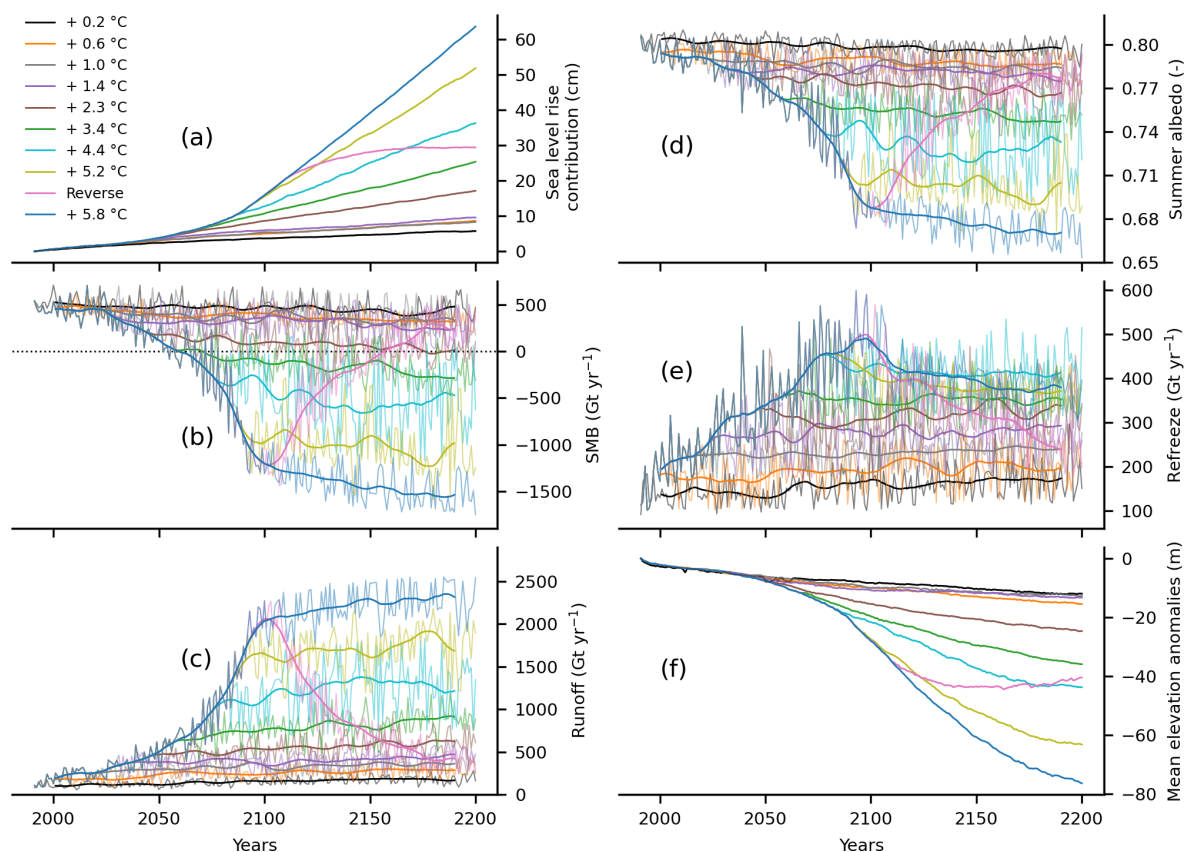 + 0.2 °C
+ 0.6 °C
+ 1.0 °C
+ 1.4 °C
+ 2.3 °C
+ 3.4 °C
+ 4.4 °C
+ 5.2 °C
Reverse
+ 5.8 °C
(a)
60
50
40
30
20
10
0
Sea level rise
contribution (cm)
(d)
0.80
0.77
0.74
0.71
0.68
0.65
Summer albedo (-)
(b)
500
0
−500
−1000
−1500
SMB (Gt yr⁻¹)
(e)
600
500
400
300
200
100
Refreeze (Gt yr⁻¹)
(c)
2500
2000
1500
1000
500
0
Runoff (Gt yr⁻¹)
2000
2050
2100
2150
2200
Years
(f)
0
−20
−40
−60
−80
Mean elevation anomalies (m)
2000
2050
2100
2150
2200
Years